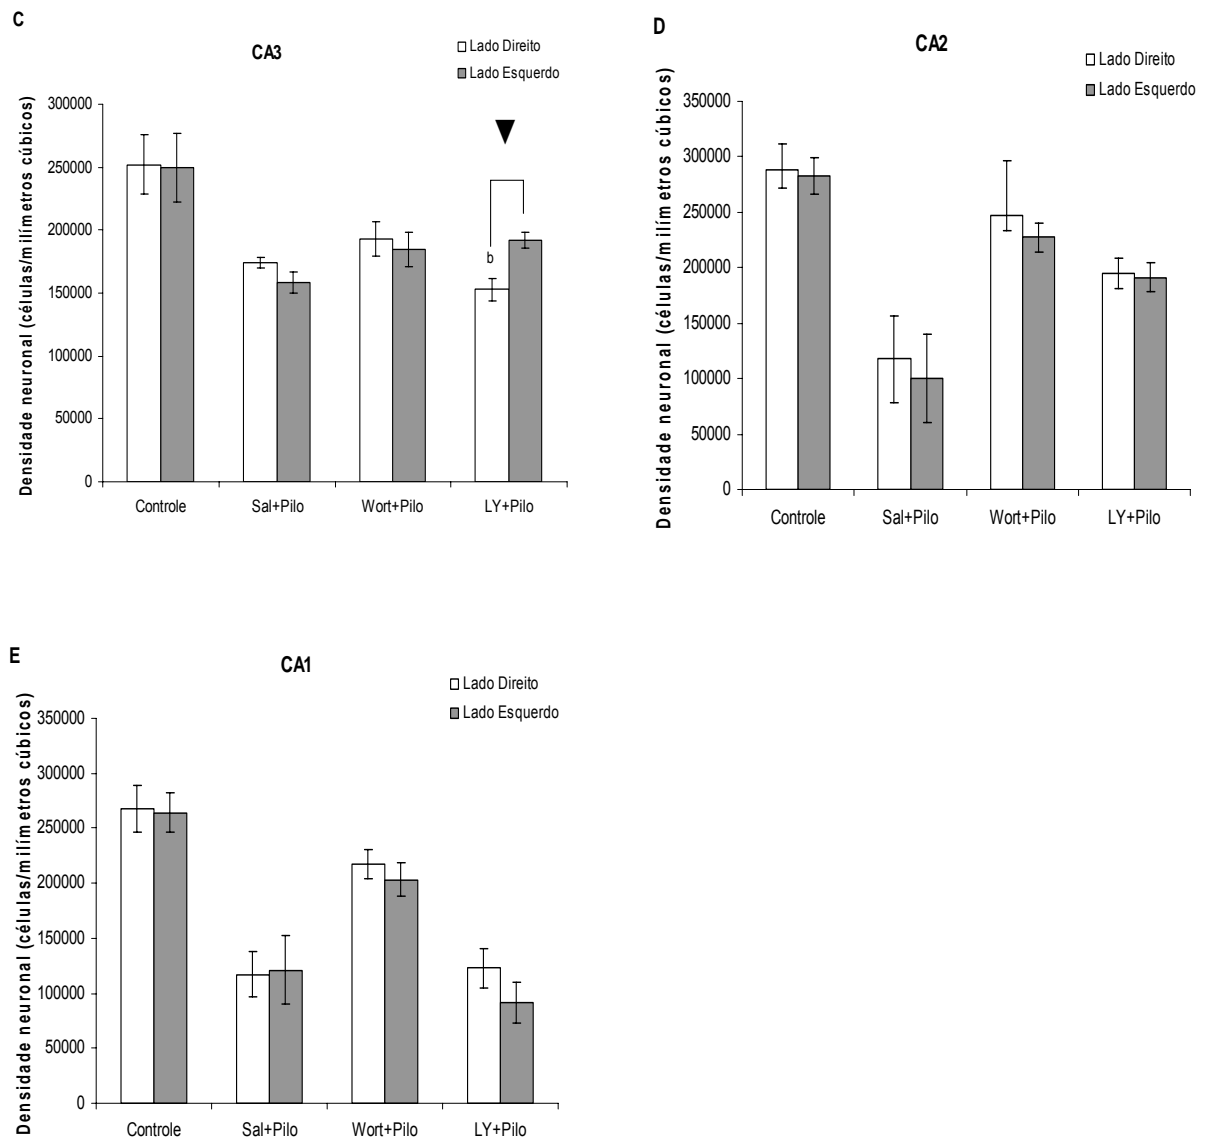 C
CA3
Lado Direito
Lado Esquerdo
Densidade neuronal (células/milímetros cúbicos)
300000
250000
200000
150000
100000
50000
0
b
Controle Sal+Pilo Wort+Pilo LY+Pilo
D
CA2
Lado Direito
Lado Esquerdo
Densidade neuronal (células/milímetros cúbicos)
350000
300000
250000
200000
150000
100000
50000
0
Controle Sal+Pilo Wort+Pilo LY+Pilo
E
CA1
Lado Direito
Lado Esquerdo
Densidade neuronal (células/milímetros cúbicos)
350000
300000
250000
200000
150000
100000
50000
0
Controle Sal+Pilo Wort+Pilo LY+Pilo